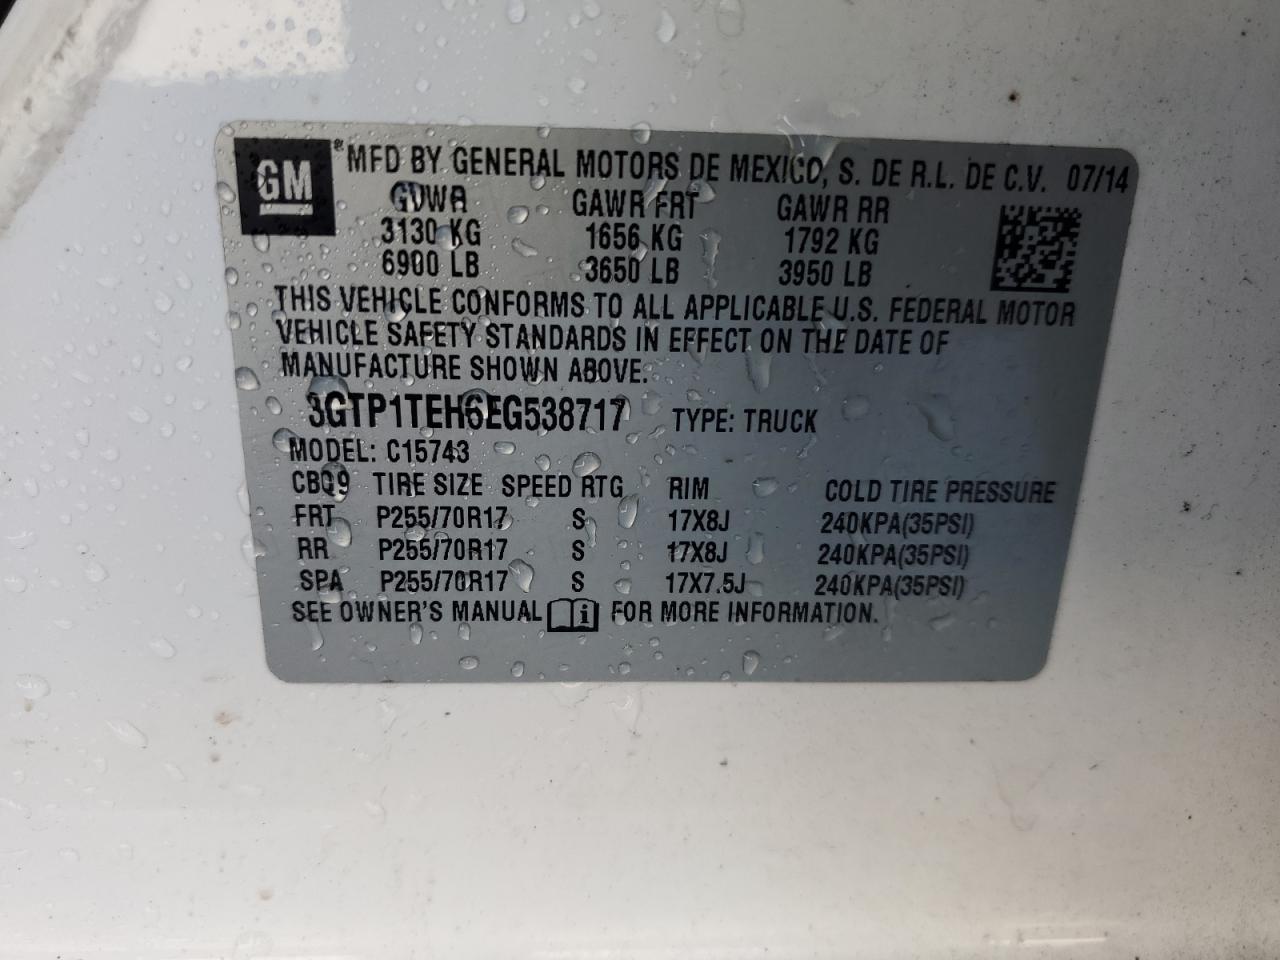 GM ® MFD BY GENERAL MOTORS DE MEXICO, S. DE R.L. DE C.V. 07/14
GVWR GAWR FRT GAWR RR
3130 KG 1656 KG 1792 KG
6900 LB 3650 LB 3950 LB
THIS VEHICLE CONFORMS TO ALL APPLICABLE U.S. FEDERAL MOTOR
VEHICLE SAFETY STANDARDS IN EFFECT ON THE DATE OF
MANUFACTURE SHOWN ABOVE.
3GTP1TEH6EG538717 TYPE: TRUCK
MODEL: C15743
CBQ9 TIRE SIZE SPEED RTG RIM COLD TIRE PRESSURE
FRT P255/70R17 S 17X8J 240KPA(35PSI)
RR P255/70R17 S 17X8J 240KPA(35PSI)
SPA P255/70R17 S 17X7.5J 240KPA(35PSI)
SEE OWNER'S MANUAL i FOR MORE INFORMATION.